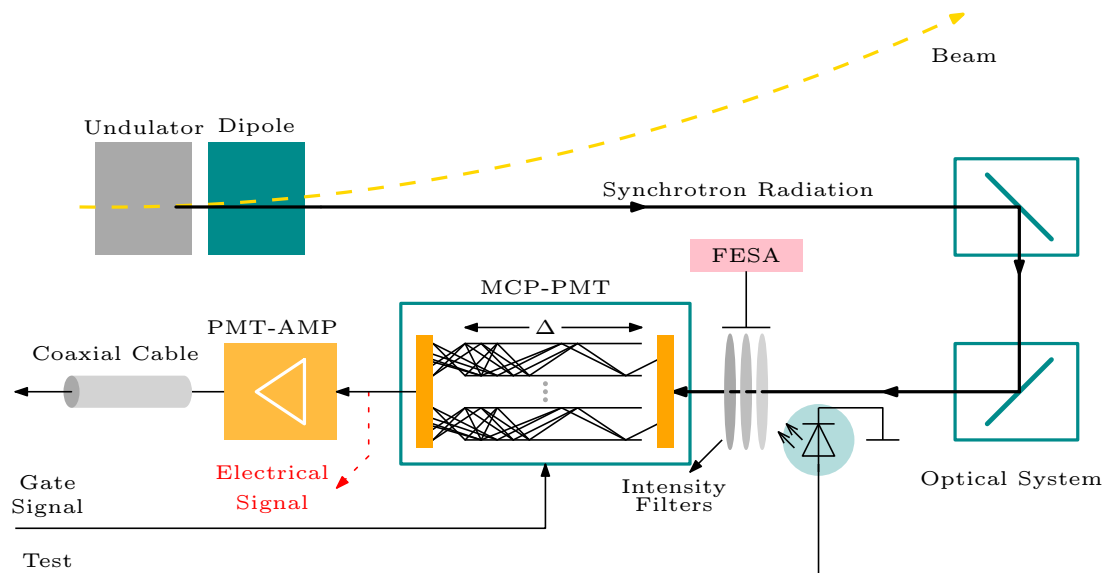 Beam
Undulator
Dipole
Synchrotron Radiation
FESA
MCP-PMT
Δ
PMT-AMP
Coaxial Cable
Electrical
Signal
Gate
Signal
Intensity
Filters
Optical System
Test